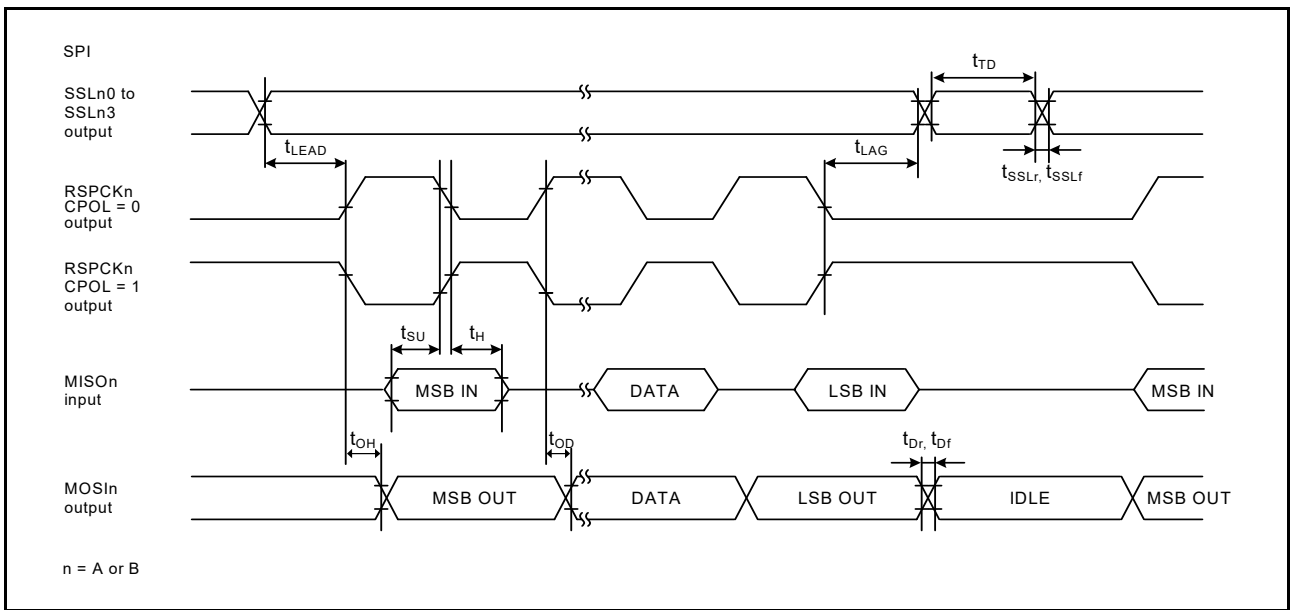 SPI
SSLn0 to
SSLn3
output
tTD
tLEAD
tLAG
tSSLr, tSSLf
RSPCKn
CPOL = 0
output
RSPCKn
CPOL = 1
output
tSU
tH
MISOn
input
MSB IN
DATA
LSB IN
MSB IN
tOH
tOD
tDr, tDf
MOSIn
output
MSB OUT
DATA
LSB OUT
IDLE
MSB OUT
n = A or B